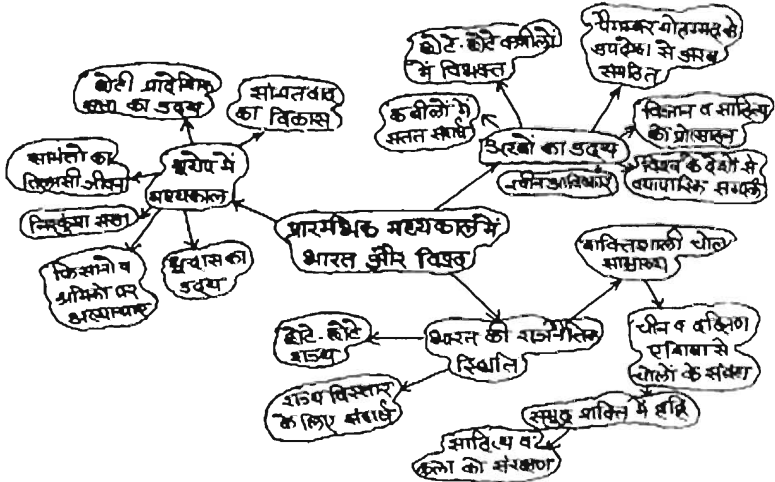 छोटे-छोटे कबीलों
में विभक्त
पैगम्बर मोहम्मद के
उपदेशों से अरब
संगठित
छोटी प्रादेशिक
सत्ता का उदय
सामंतवाद
का विकास
कबीलों में
सतत संघर्ष
अरबों का उदय
विज्ञान व साहित्य
को प्रोत्साहन
सामंतों का
विलासी जीवन
यूरोप में
मध्यकाल
नवीन आविष्कार
विश्व के देशों से
व्यापारिक सम्पर्क
निरंकुश सत्ता
प्रारम्भिक मध्यकाल में
भारत और विश्व
किसानों व
श्रमिकों पर
अत्याचार
का
उदय
शक्तिशाली चोल
साम्राज्य
छोटे-छोटे
राज्य
भारत की राजनैतिक
स्थिति
चीन व दक्षिण
एशिया से
चोलों के संबंध
राज्य विस्तार
के लिए संघर्ष
समुद्र शक्ति में वृद्धि
साहित्य व
कला को संरक्षण